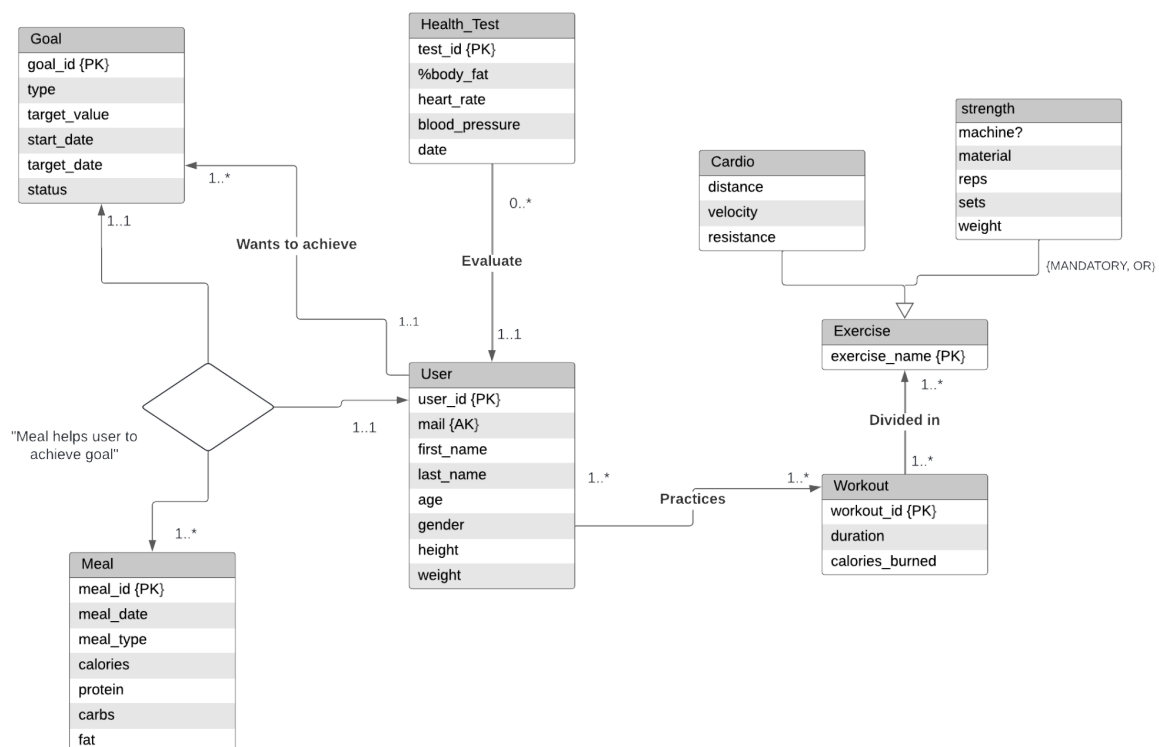 Goal
goal_id {PK}
type
target_value
start_date
target_date
status
Health_Test
test_id {PK}
%body_fat
heart_rate
blood_pressure
date
strength
machine?
material
reps
sets
weight
Cardio
distance
velocity
resistance
{MANDATORY, OR}
1..*
1..1
Wants to achieve
1..1
0..*
Evaluate
1..1
Exercise
exercise_name {PK}
1..*
Divided in
1..*
User
user_id {PK}
mail {AK}
first_name
last_name
age
gender
height
weight
1..1
"Meal helps user to
achieve goal"
1..*
1..*
Practices
1..*
Workout
workout_id {PK}
duration
calories_burned
Meal
meal_id {PK}
meal_date
meal_type
calories
protein
carbs
fat